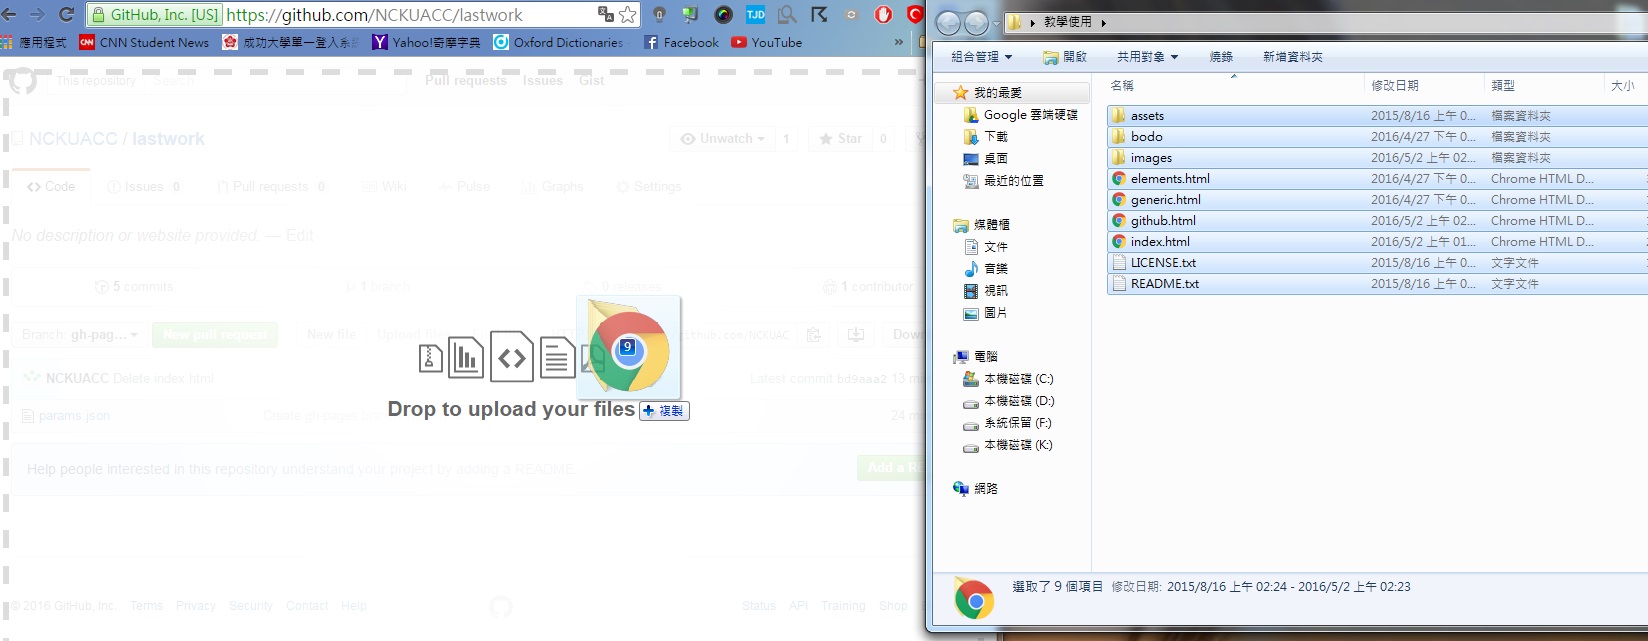 GitHub, Inc. [US] https://github.com/NCKUACC/lastwork
TJD
應用程式 CNN Student News 成功大學單一登入系 Yahoo!奇摩字典 Oxford Dictionaries Facebook YouTube »
This repository Search Pull requests Issues Gist
NCKUACC / lastwork
Unwatch 1 Star 0
Code Issues 0 Pull requests 0 Wiki Pulse Graphs Settings
No description or website provided. — Edit
5 commits 1 branch 0 releases 1 contributor
Branch: gh-pag... New pull request New file Upload files github.com/NCKUAC Down
NCKUACC Delete index.html Latest commit bd9aaa2 13 m
params.json 24 m
9
Drop to upload your files
複製
Help people interested in this repository understand your project by adding a README. Add a R
© 2016 GitHub, Inc. Terms Privacy Security Contact Help Status API Training Shop
教學使用
組合管理 開啟 共用對象 燒錄 新增資料夾
名稱 修改日期 類型 大小
我的最愛
Google 雲端硬碟
下載
桌面
最近的位置
媒體櫃
文件
音樂
視訊
圖片
電腦
本機磁碟 (C:)
本機磁碟 (D:)
系統保留 (F:)
本機磁碟 (K:)
網路
assets 2015/8/16 上午 0... 檔案資料夾
bodo 2016/4/27 下午 0... 檔案資料夾
images 2016/5/2 上午 02... 檔案資料夾
elements.html 2016/4/27 下午 0... Chrome HTML D...
generic.html 2016/4/27 下午 0... Chrome HTML D...
github.html 2016/5/2 上午 02... Chrome HTML D...
index.html 2016/5/2 上午 01... Chrome HTML D...
LICENSE.txt 2015/8/16 上午 0... 文字文件
README.txt 2015/8/16 上午 0... 文字文件
選取了 9 個項目 修改日期: 2015/8/16 上午 02:24 - 2016/5/2 上午 02:23